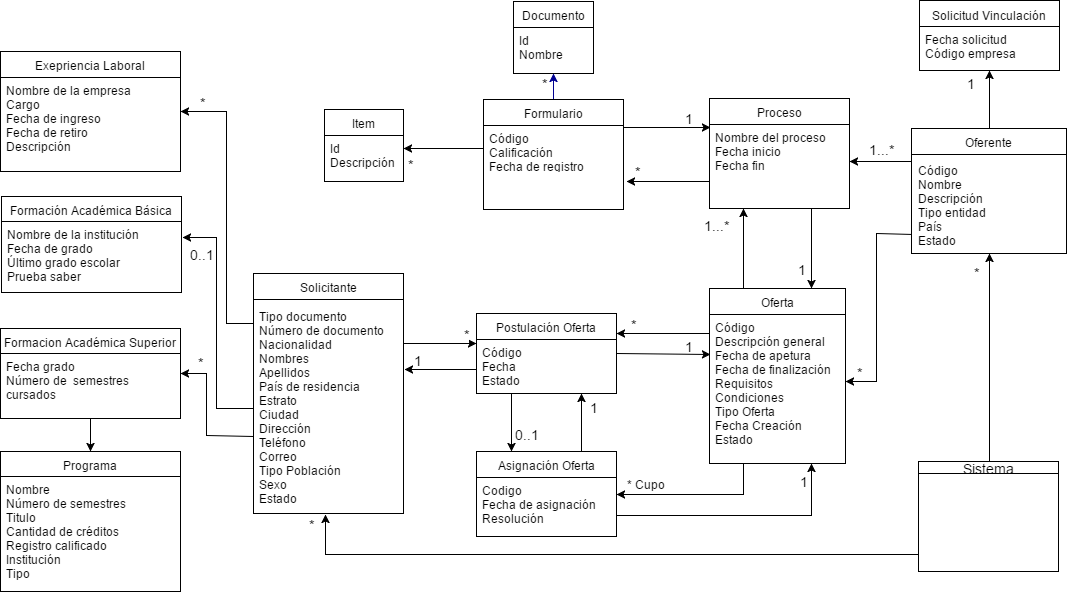 Documento
Id
Nombre
Solicitud Vinculación
Fecha solicitud
Código empresa
Exepriencia Laboral
Nombre de la empresa
Cargo
Fecha de ingreso
Fecha de retiro
Descripción
*
*
Item
Id
Descripción
*
Formulario
Código
Calificación
Fecha de registro
1
*
Proceso
Nombre del proceso
Fecha inicio
Fecha fin
1
1...*
Oferente
Código
Nombre
Descripción
Tipo entidad
País
Estado
*
Formación Académica Básica
Nombre de la institución
Fecha de grado
Último grado escolar
Prueba saber
0..1
1...*
1
Solicitante
Tipo documento
Número de documento
Nacionalidad
Nombres
Apellidos
País de residencia
Estrato
Ciudad
Dirección
Teléfono
Correo
Tipo Población
Sexo
Estado
*
Postulación Oferta
Código
Fecha
Estado
*
1
*
1
Oferta
Código
Descripción general
Fecha de apetura
Fecha de finalización
Requisitos
Condiciones
Tipo Oferta
Fecha Creación
Estado
*
Formacion Académica Superior
Fecha grado
Número de  semestres
cursados
*
0..1
1
Programa
Nombre
Número de semestres
Titulo
Cantidad de créditos
Registro calificado
Institución
Tipo
Asignación Oferta
Codigo
Fecha de asignación
Resolución
* Cupo
1
Sistema